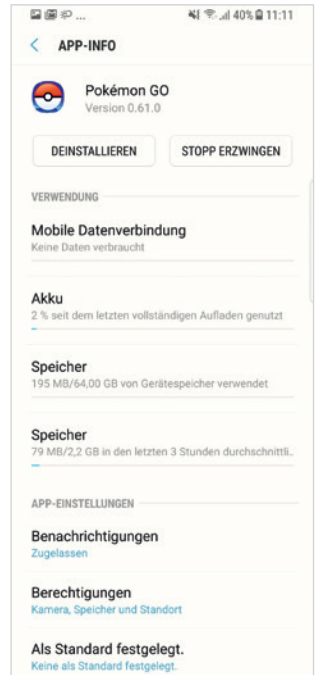 ... 40% 11:11
APP-INFO
Pokémon GO
Version 0.61.0
DEINSTALLIEREN STOPP ERZWINGEN
VERWENDUNG
Mobile Datenverbindung
Keine Daten verbraucht
Akku
2 % seit dem letzten vollständigen Aufladen genutzt
Speicher
195 MB/64,00 GB von Gerätespeicher verwendet
Speicher
79 MB/2,2 GB in den letzten 3 Stunden durchschnittli..
APP-EINSTELLUNGEN
Benachrichtigungen
Zugelassen
Berechtigungen
Kamera, Speicher und Standort
Als Standard festgelegt.
Keine als Standard festgelegt.